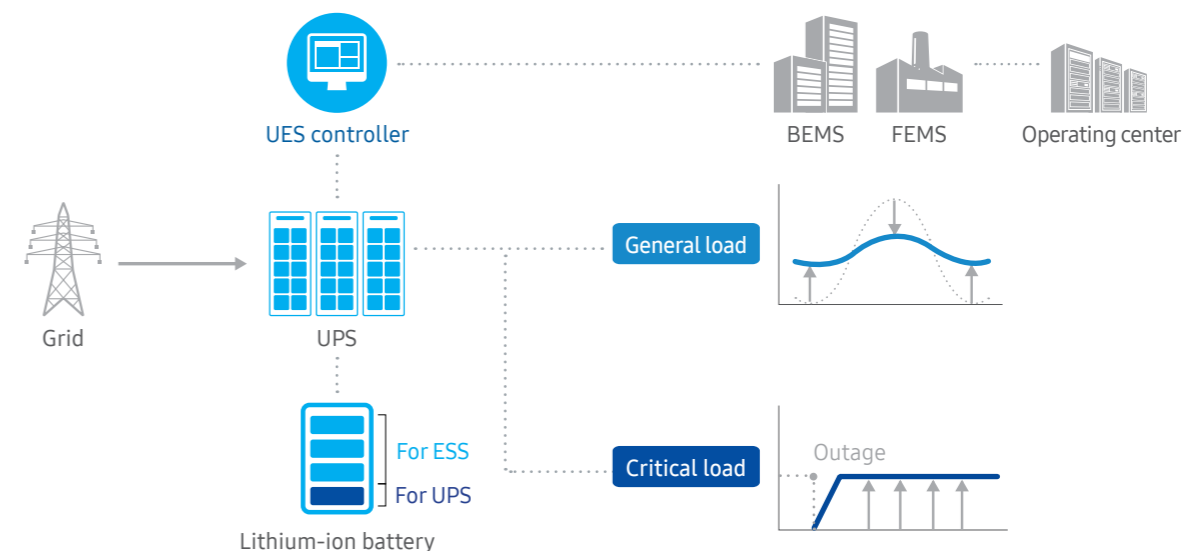 UES controller
BEMS
FEMS
Operating center
General load
Grid
UPS
For ESS
For UPS
Critical load
Outage
Lithium-ion battery